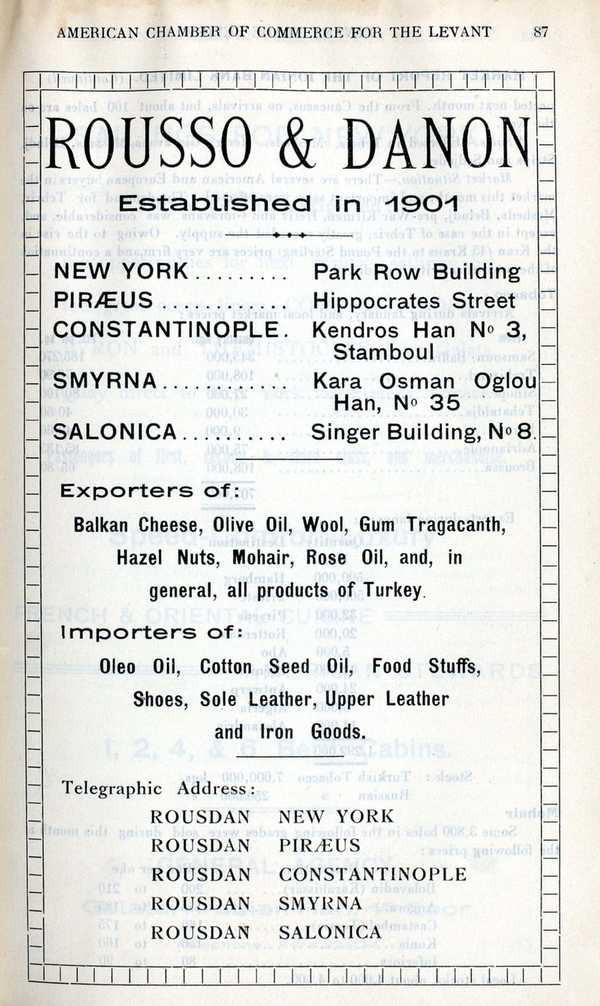 AMERICAN CHAMBER OF COMMERCE FOR THE LEVANT 87
ROUSSO & DANON
Established in 1901
NEW YORK .......... Park Row Building
PIRÆUS ............. Hippocrates Street
CONSTANTINOPLE. Kendros Han No 3,
Stamboul
SMYRNA ............. Kara Osman Oglou
Han, No 35
SALONICA .......... Singer Building, No 8.
Exporters of:
Balkan Cheese, Olive Oil, Wool, Gum Tragacanth,
Hazel Nuts, Mohair, Rose Oil, and, in
general, all products of Turkey.
Importers of:
Oleo Oil, Cotton Seed Oil, Food Stuffs,
Shoes, Sole Leather, Upper Leather
and Iron Goods.
Telegraphic Address:
ROUSDAN NEW YORK
ROUSDAN PIRÆUS
ROUSDAN CONSTANTINOPLE
ROUSDAN SMYRNA
ROUSDAN SALONICA